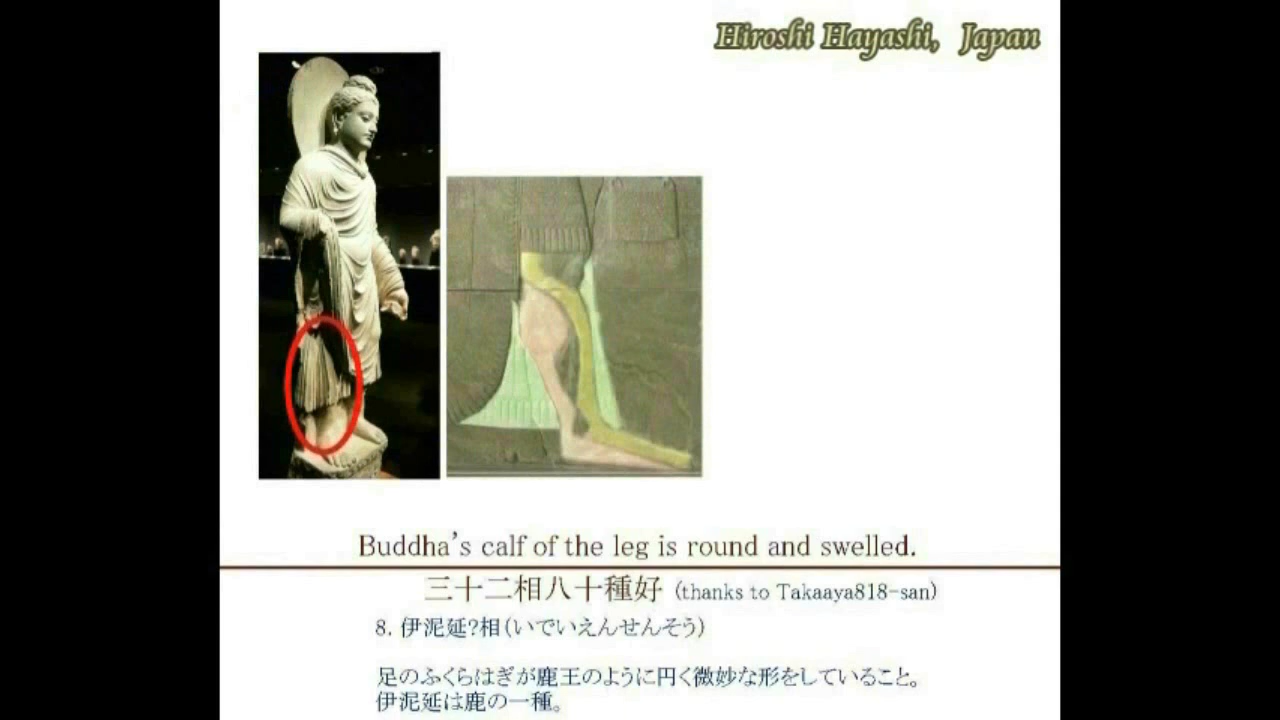 Hiroshi Hayashi, Japan
Buddha's calf of the leg is round and swelled.
三十二相八十種好 (thanks to Takaaya818-san)
8. 伊泥延?相(いでいえんせんそう)
足のふくらはぎが鹿王のように円く微妙な形をしていること。
伊泥延は鹿の一種。